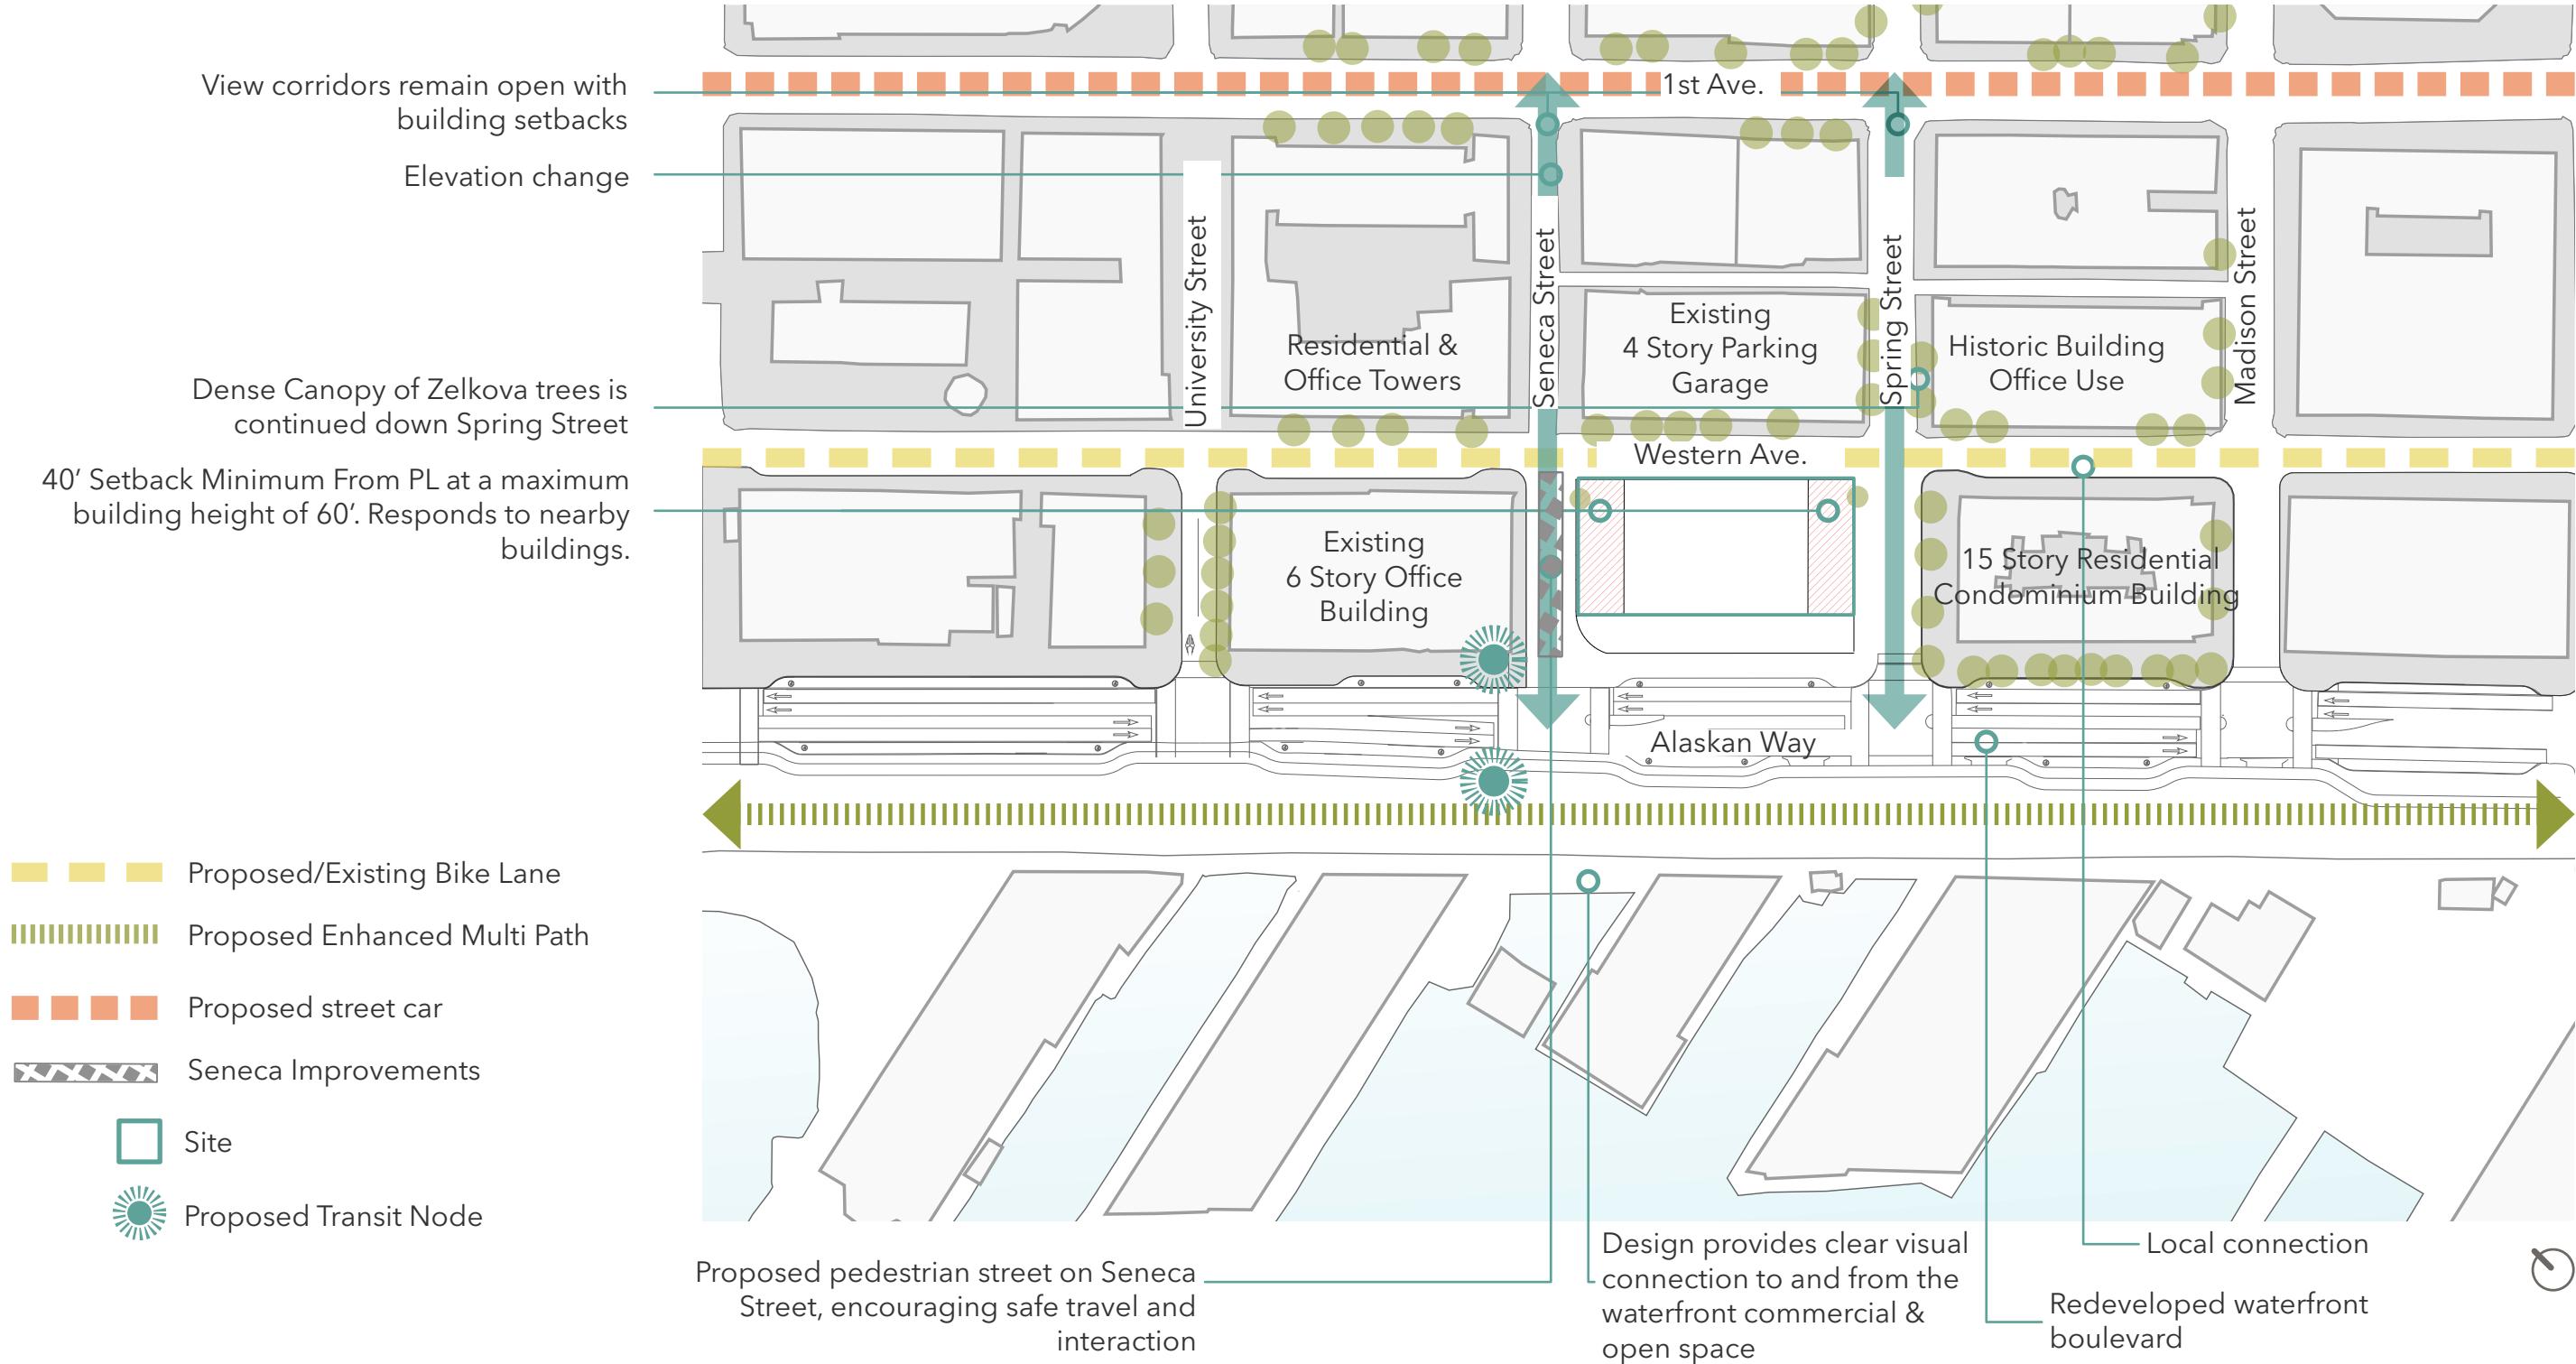 View corridors remain open with
building setbacks
1st Ave.
Elevation change
University Street
Seneca Street
Spring Street
Madison Street
Residential &
Office Towers
Existing
4 Story Parking
Garage
Historic Building
Office Use
Dense Canopy of Zelkova trees is
continued down Spring Street
Western Ave.
40’ Setback Minimum From PL at a maximum
building height of 60’. Responds to nearby
buildings.
Existing
6 Story Office
Building
15 Story Residential
Condominium Building
Alaskan Way
Proposed/Existing Bike Lane
Proposed Enhanced Multi Path
Proposed street car
Seneca Improvements
Site
Proposed Transit Node
Proposed pedestrian street on Seneca
Street, encouraging safe travel and
interaction
Design provides clear visual
connection to and from the
waterfront commercial &
open space
Local connection
Redeveloped waterfront
boulevard